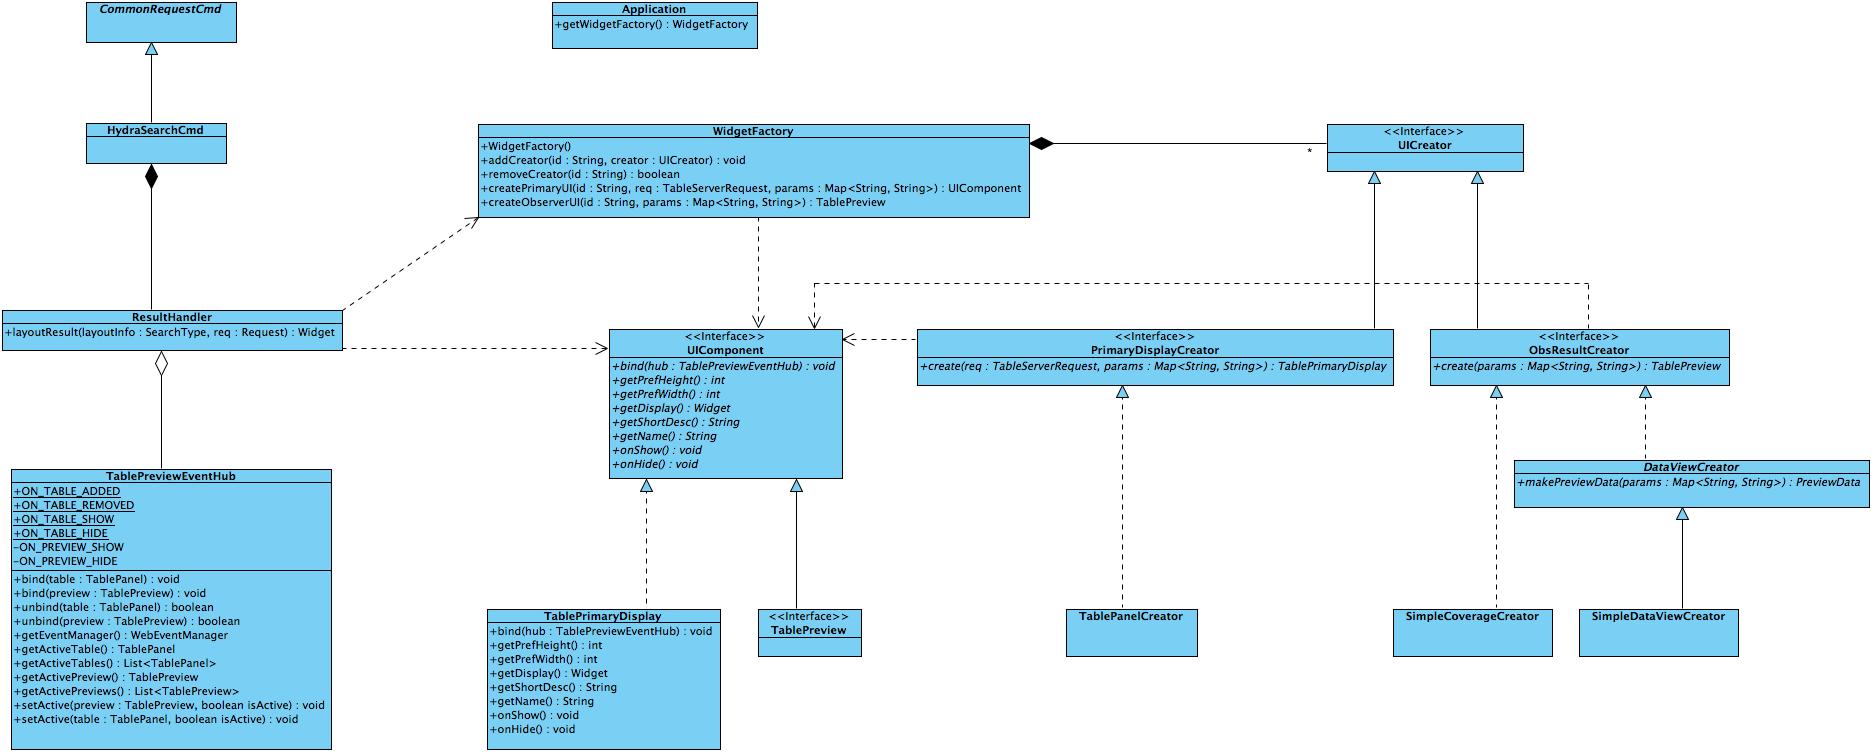 CommonRequestCmd
Application
+getWidgetFactory() : WidgetFactory
HydraSearchCmd
WidgetFactory
+WidgetFactory()
+addCreator(id : String, creator : UICreator) : void
+removeCreator(id : String) : boolean
+createPrimaryUI(id : String, req : TableServerRequest, params : Map<String, String>) : UIComponent
+createObserverUI(id : String, params : Map<String, String>) : TablePreview
*
<<Interface>>
UICreator
ResultHandler
+layoutResult(layoutInfo : SearchType, req : Request) : Widget
<<Interface>>
UIComponent
+bind(hub : TablePreviewEventHub) : void
+getPrefHeight() : int
+getPrefWidth() : int
+getDisplay() : Widget
+getShortDesc() : String
+getName() : String
+onShow() : void
+onHide() : void
<<Interface>>
PrimaryDisplayCreator
+create(req : TableServerRequest, params : Map<String, String>) : TablePrimaryDisplay
<<Interface>>
ObsResultCreator
+create(params : Map<String, String>) : TablePreview
DataViewCreator
+makePreviewData(params : Map<String, String>) : PreviewData
TablePreviewEventHub
+ON_TABLE_ADDED
+ON_TABLE_REMOVED
+ON_TABLE_SHOW
+ON_TABLE_HIDE
-ON_PREVIEW_SHOW
-ON_PREVIEW_HIDE
+bind(table : TablePanel) : void
+bind(preview : TablePreview) : void
+unbind(table : TablePanel) : boolean
+unbind(preview : TablePreview) : boolean
+getEventManager() : WebEventManager
+getActiveTable() : TablePanel
+getActiveTables() : List<TablePanel>
+getActivePreview() : TablePreview
+getActivePreviews() : List<TablePreview>
+setActive(preview : TablePreview, boolean isActive) : void
+setActive(table : TablePanel, boolean isActive) : void
TablePrimaryDisplay
+bind(hub : TablePreviewEventHub) : void
+getPrefHeight() : int
+getPrefWidth() : int
+getDisplay() : Widget
+getShortDesc() : String
+getName() : String
+onShow() : void
+onHide() : void
<<Interface>>
TablePreview
TablePanelCreator
SimpleCoverageCreator
SimpleDataViewCreator